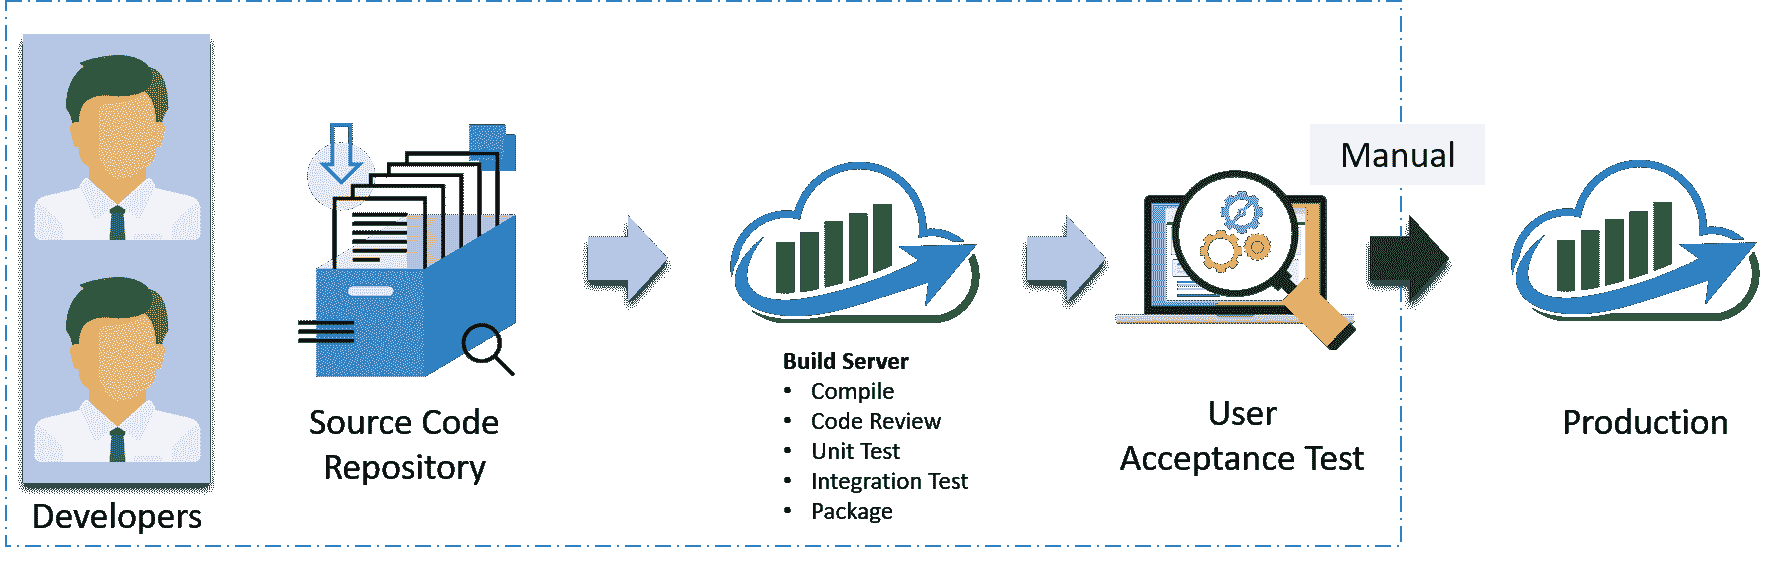 Developers
Source Code
Repository
Build Server
• Compile
• Code Review
• Unit Test
• Integration Test
• Package
User
Acceptance Test
Manual
Production